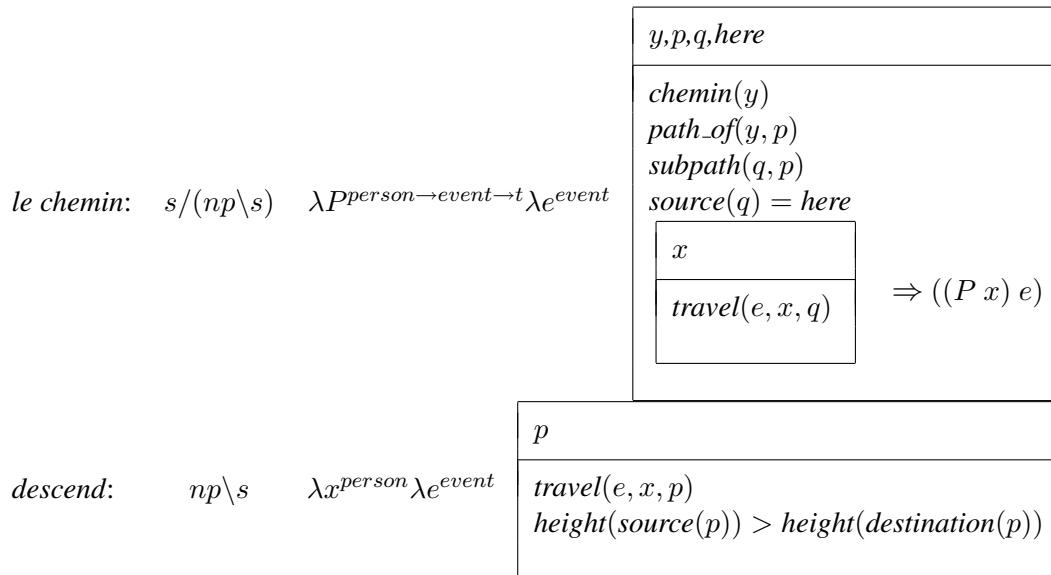 y,p,q,here
chemin(y)
path_of(y, p)
subpath(q, p)
le chemin: s/(np\s) λP^{person→event→t}λe^{event} source(q) = here
x
travel(e, x, q) ⇒ ((P x) e)
p
descend: np\s λx^{person}λe^{event} travel(e, x, p)
height(source(p)) > height(destination(p))